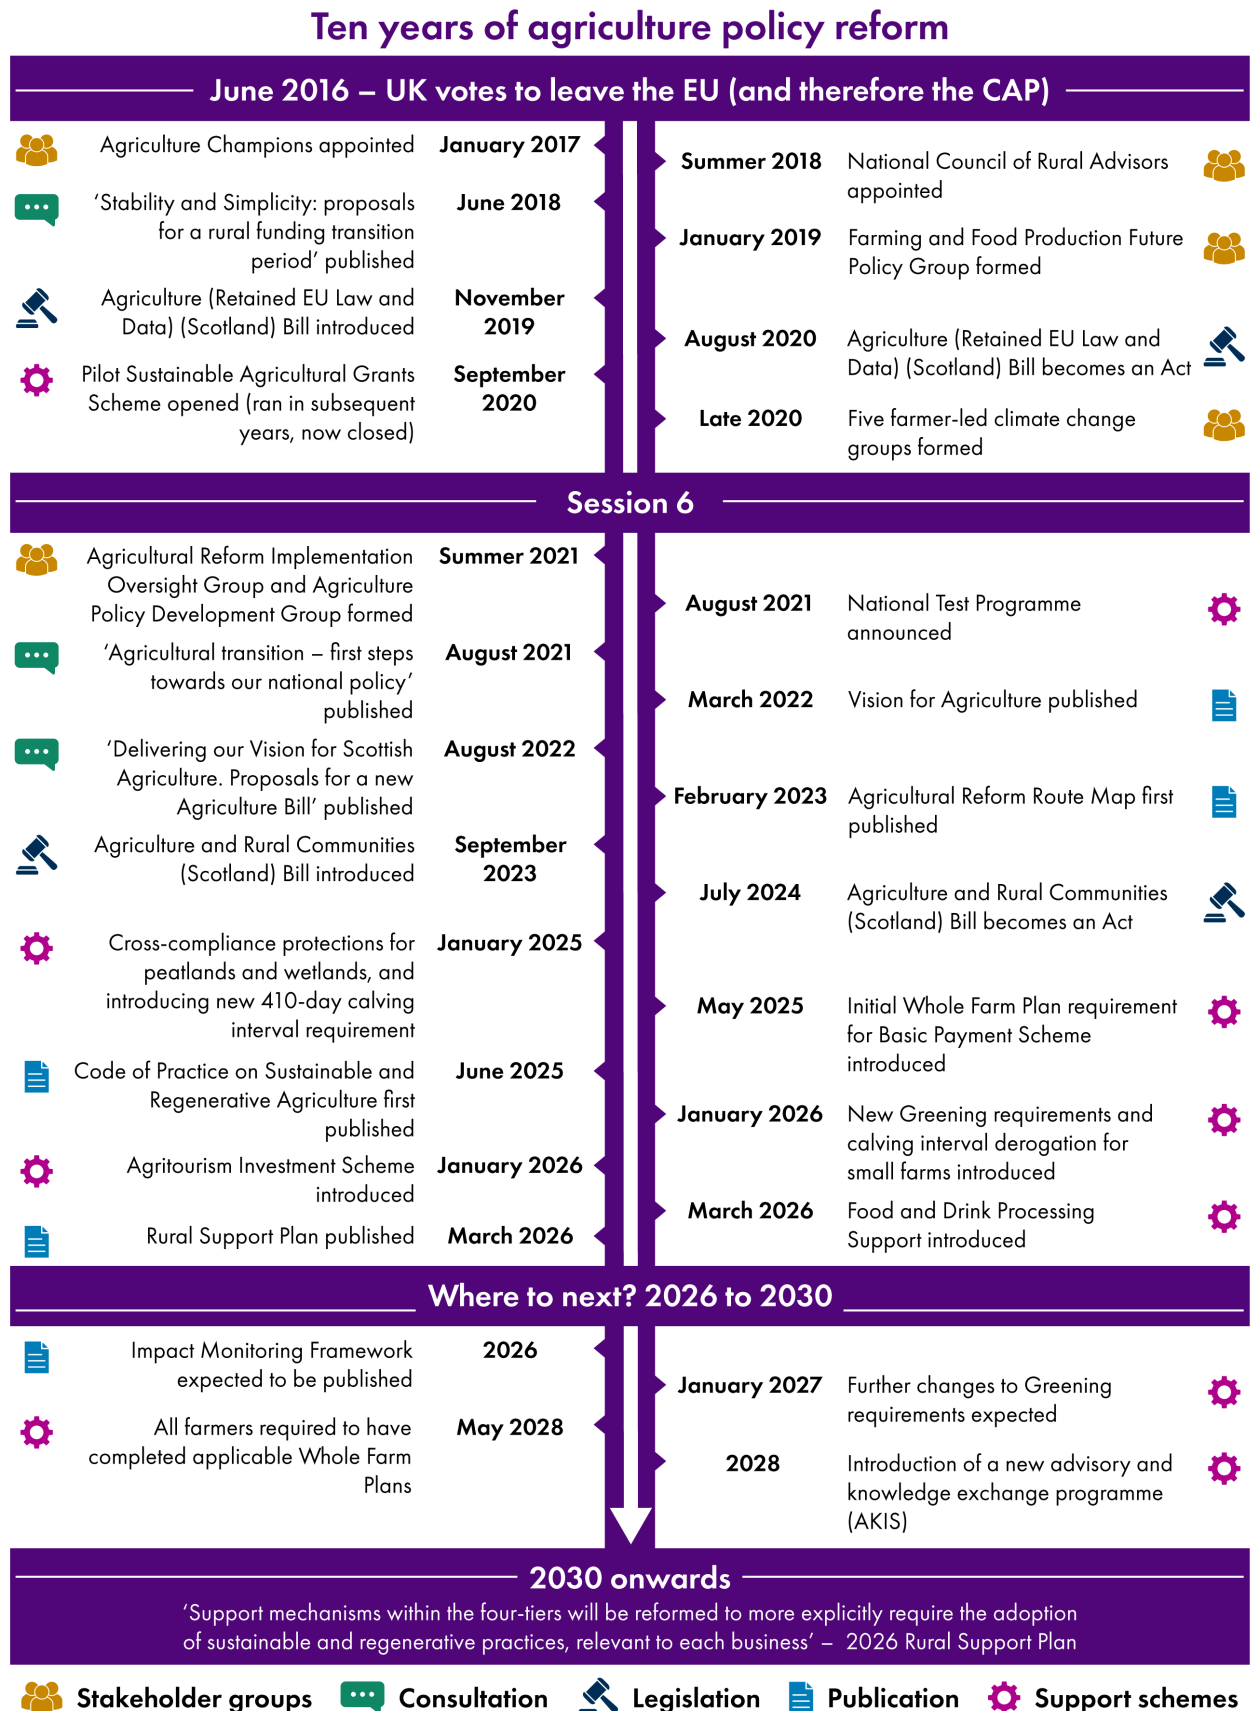 Ten years of agriculture policy reform
June 2016 – UK votes to leave the EU (and therefore the CAP)
Agriculture Champions appointed
January 2017
Summer 2018
National Council of Rural Advisors
appointed
‘Stability and Simplicity: proposals
for a rural funding transition
period’ published
June 2018
January 2019
Farming and Food Production Future
Policy Group formed
Agriculture (Retained EU Law and
Data) (Scotland) Bill introduced
November
2019
August 2020
Agriculture (Retained EU Law and
Data) (Scotland) Bill becomes an Act
Pilot Sustainable Agricultural Grants
Scheme opened (ran in subsequent
years, now closed)
September
2020
Late 2020
Five farmer-led climate change
groups formed
Session 6
Agricultural Reform Implementation
Oversight Group and Agriculture
Policy Development Group formed
Summer 2021
August 2021
National Test Programme
announced
‘Agricultural transition – first steps
towards our national policy’
published
August 2021
March 2022
Vision for Agriculture published
‘Delivering our Vision for Scottish
Agriculture. Proposals for a new
Agriculture Bill’ published
August 2022
February 2023
Agricultural Reform Route Map first
published
Agriculture and Rural Communities
(Scotland) Bill introduced
September
2023
July 2024
Agriculture and Rural Communities
(Scotland) Bill becomes an Act
Cross-compliance protections for
peatlands and wetlands, and
introducing new 410-day calving
interval requirement
January 2025
May 2025
Initial Whole Farm Plan requirement
for Basic Payment Scheme
introduced
Code of Practice on Sustainable and
Regenerative Agriculture first
published
June 2025
January 2026
New Greening requirements and
calving interval derogation for
small farms introduced
Agritourism Investment Scheme
introduced
January 2026
March 2026
Food and Drink Processing
Support introduced
Rural Support Plan published
March 2026
Where to next? 2026 to 2030
Impact Monitoring Framework
expected to be published
2026
January 2027
Further changes to Greening
requirements expected
All farmers required to have
completed applicable Whole Farm
Plans
May 2028
2028
Introduction of a new advisory and
knowledge exchange programme
(AKIS)
2030 onwards
‘Support mechanisms within the four-tiers will be reformed to more explicitly require the adoption
of sustainable and regenerative practices, relevant to each business’ – 2026 Rural Support Plan
Stakeholder groups
Consultation
Legislation
Publication
Support schemes